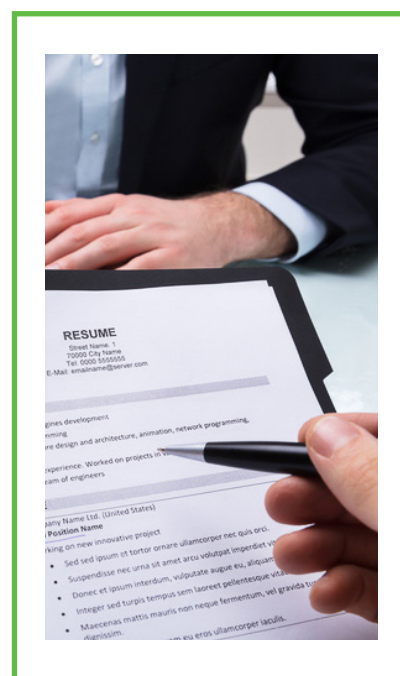 RESUME
Street Name. 1
70000 City Name
Tel: 0000 5555555
E-Mail: emailname@server.com
gines development
mming
re design and architecture, animation, network programming,
experience. Worked on projects in
am of engineers
pany Name Ltd. (United States)
Position Name
rking on new innovative project
• Sed sed ipsum et tortor ornare ullamcorper nec quis orci.
• Suspendisse nec urna sit amet arcu volutpat imperdiet
• Donec et ipsum interdum, vulputate augue eu, aliquam
• Integer sed turpis tempus sem laoreet pellentesque
• Maecenas mattis mauris non neque fermentum, vel gravida
dignissim.
eu eros ullamcorper iaculis.